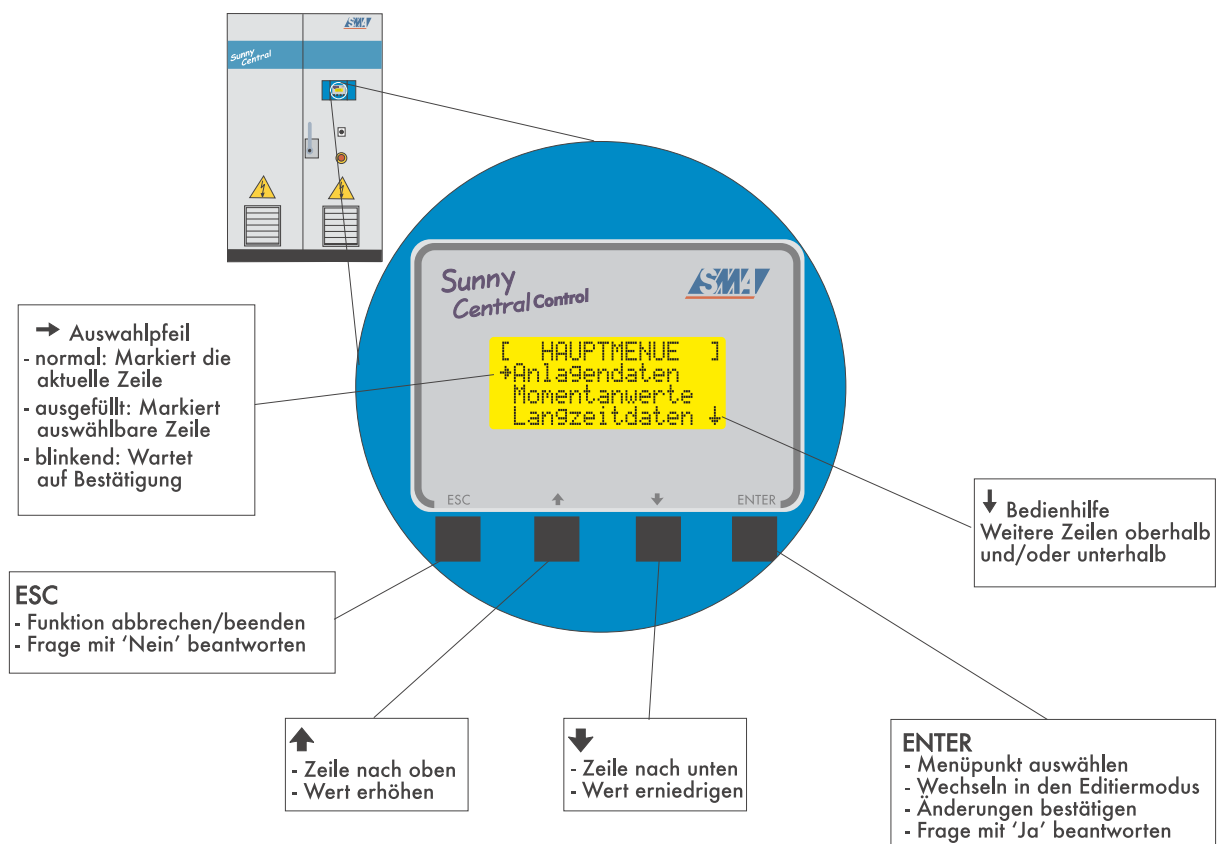 SMA
Sunny
Central
Sunny
Central Control
SMA
[ HAUPTMENUE ]
→Anlagendaten
Momentanwerte
Langzeitdaten ↓
ESC ↑ ↓ ENTER
→ Auswahlpfeil
- normal: Markiert die
aktuelle Zeile
- ausgefüllt: Markiert
auswählbare Zeile
- blinkend: Wartet
auf Bestätigung
↓ Bedienhilfe
Weitere Zeilen oberhalb
und/oder unterhalb
ESC
- Funktion abbrechen/beenden
- Frage mit ‘Nein’ beantworten
↑
- Zeile nach oben
- Wert erhöhen
↓
- Zeile nach unten
- Wert erniedrigen
ENTER
- Menüpunkt auswählen
- Wechseln in den Editiermodus
- Änderungen bestätigen
- Frage mit ‘Ja’ beantworten